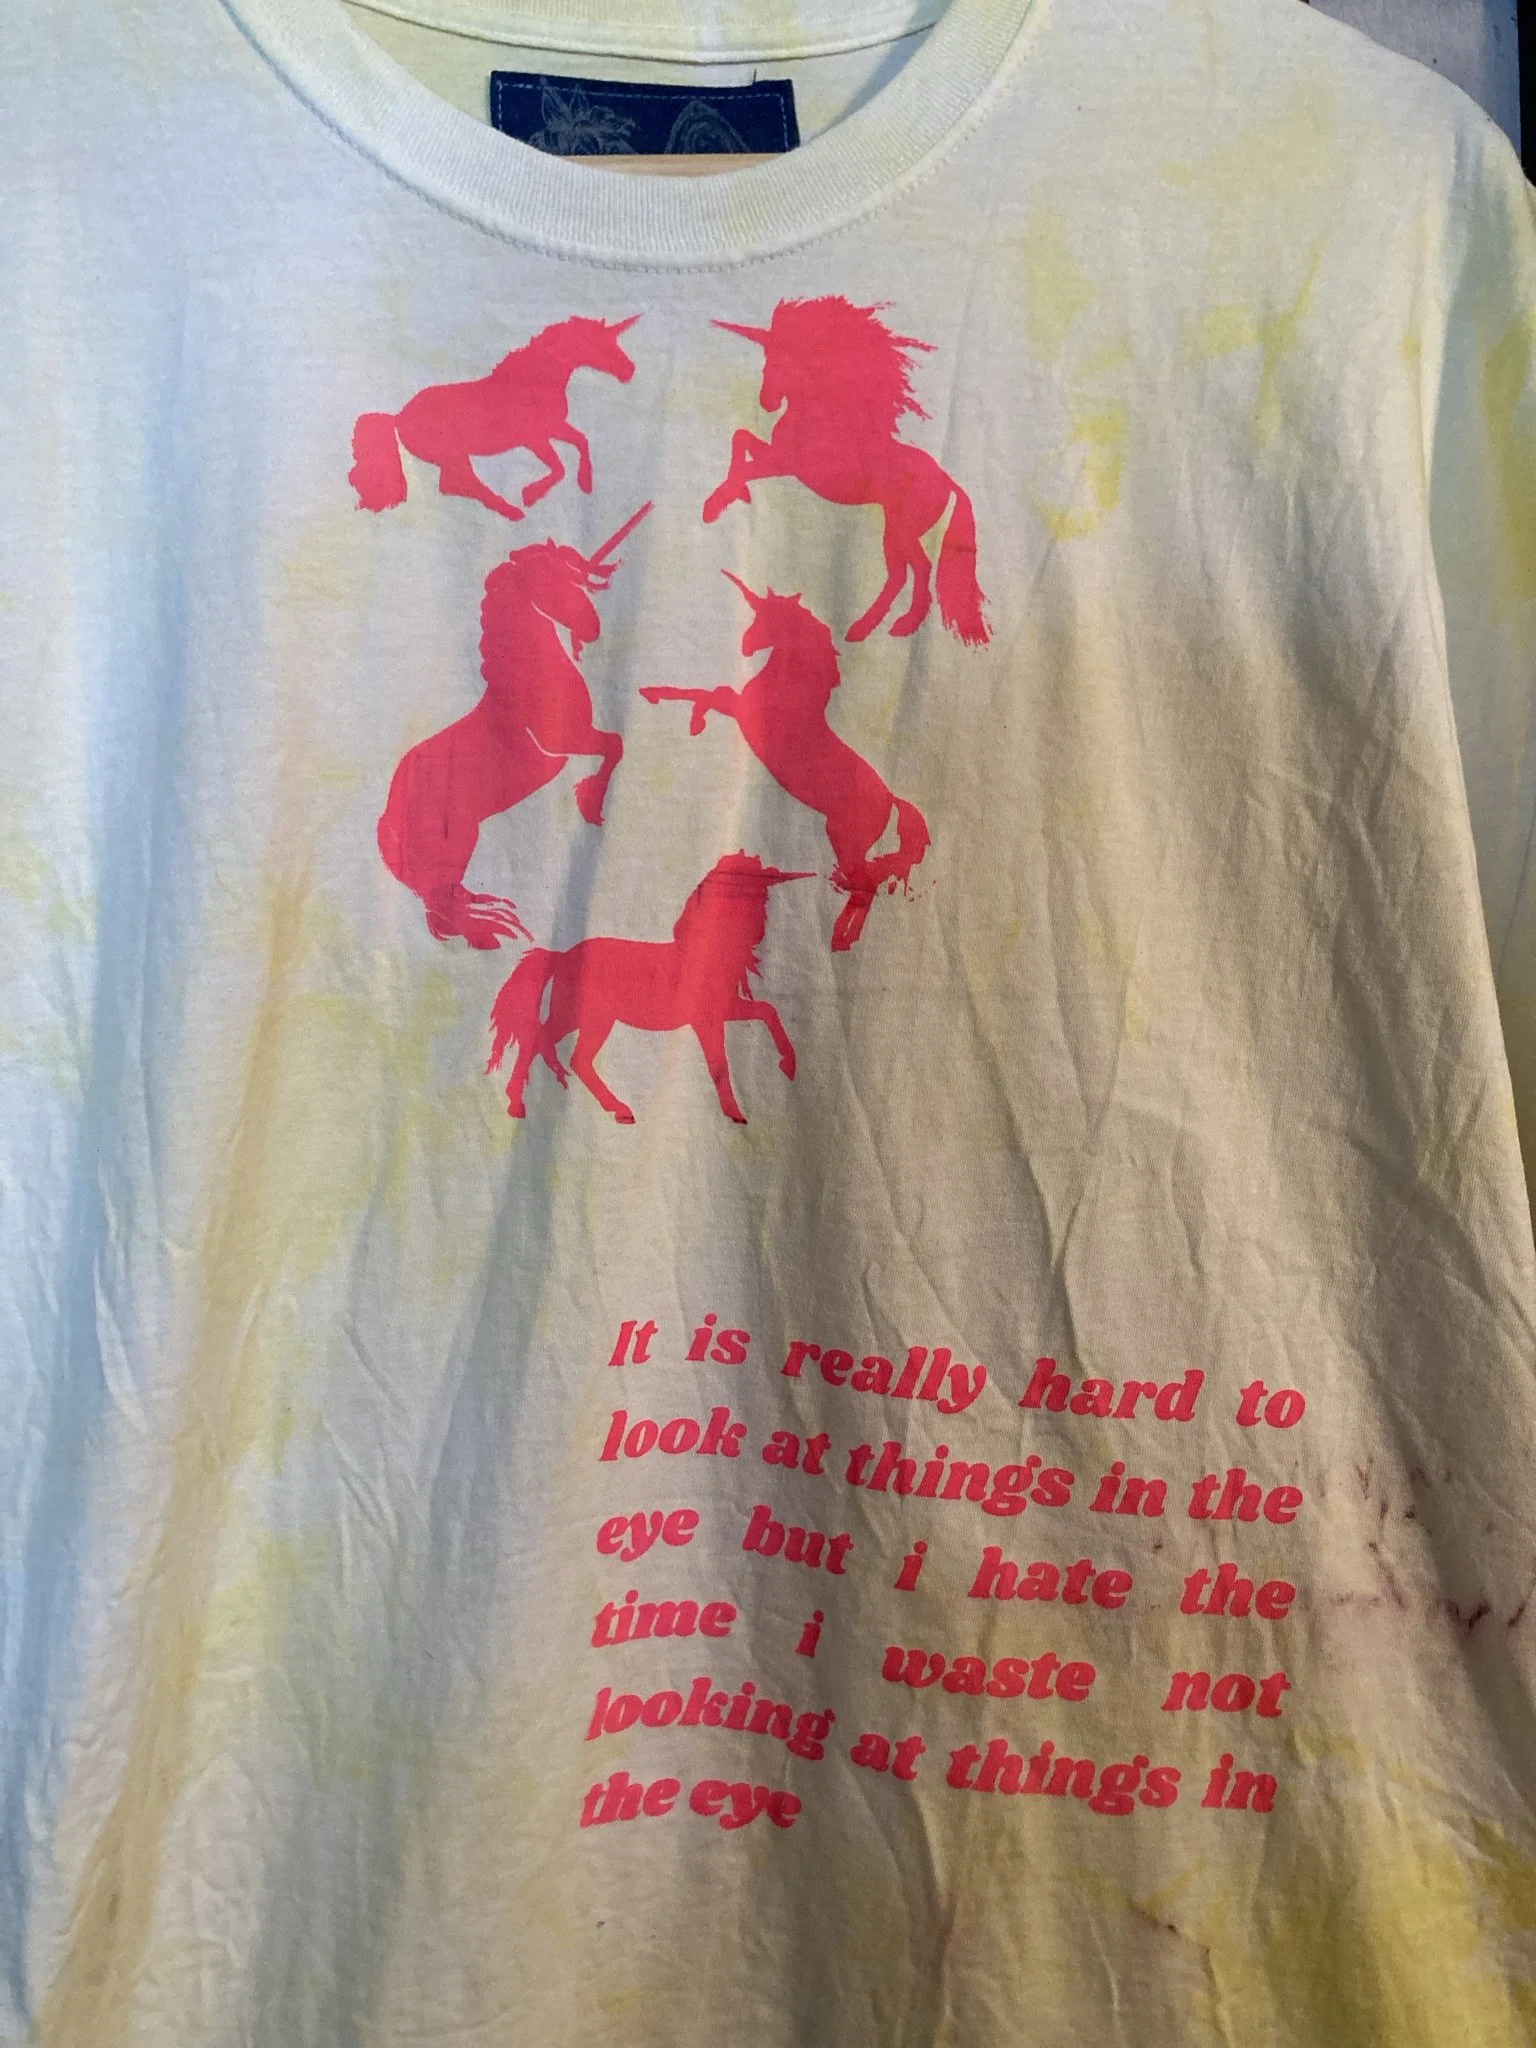 It is really hard to
look at things in the
eye but i hate the
time i waste not
looking at things in
the eye